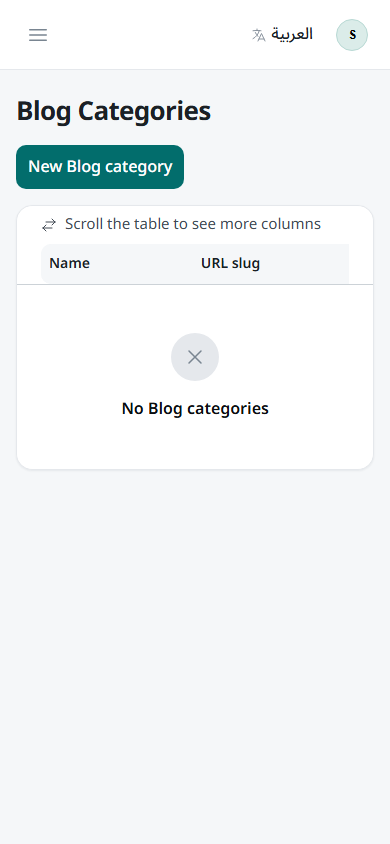 العربية
S
Blog Categories
New Blog category
Scroll the table to see more columns
Name URL slug
No Blog categories